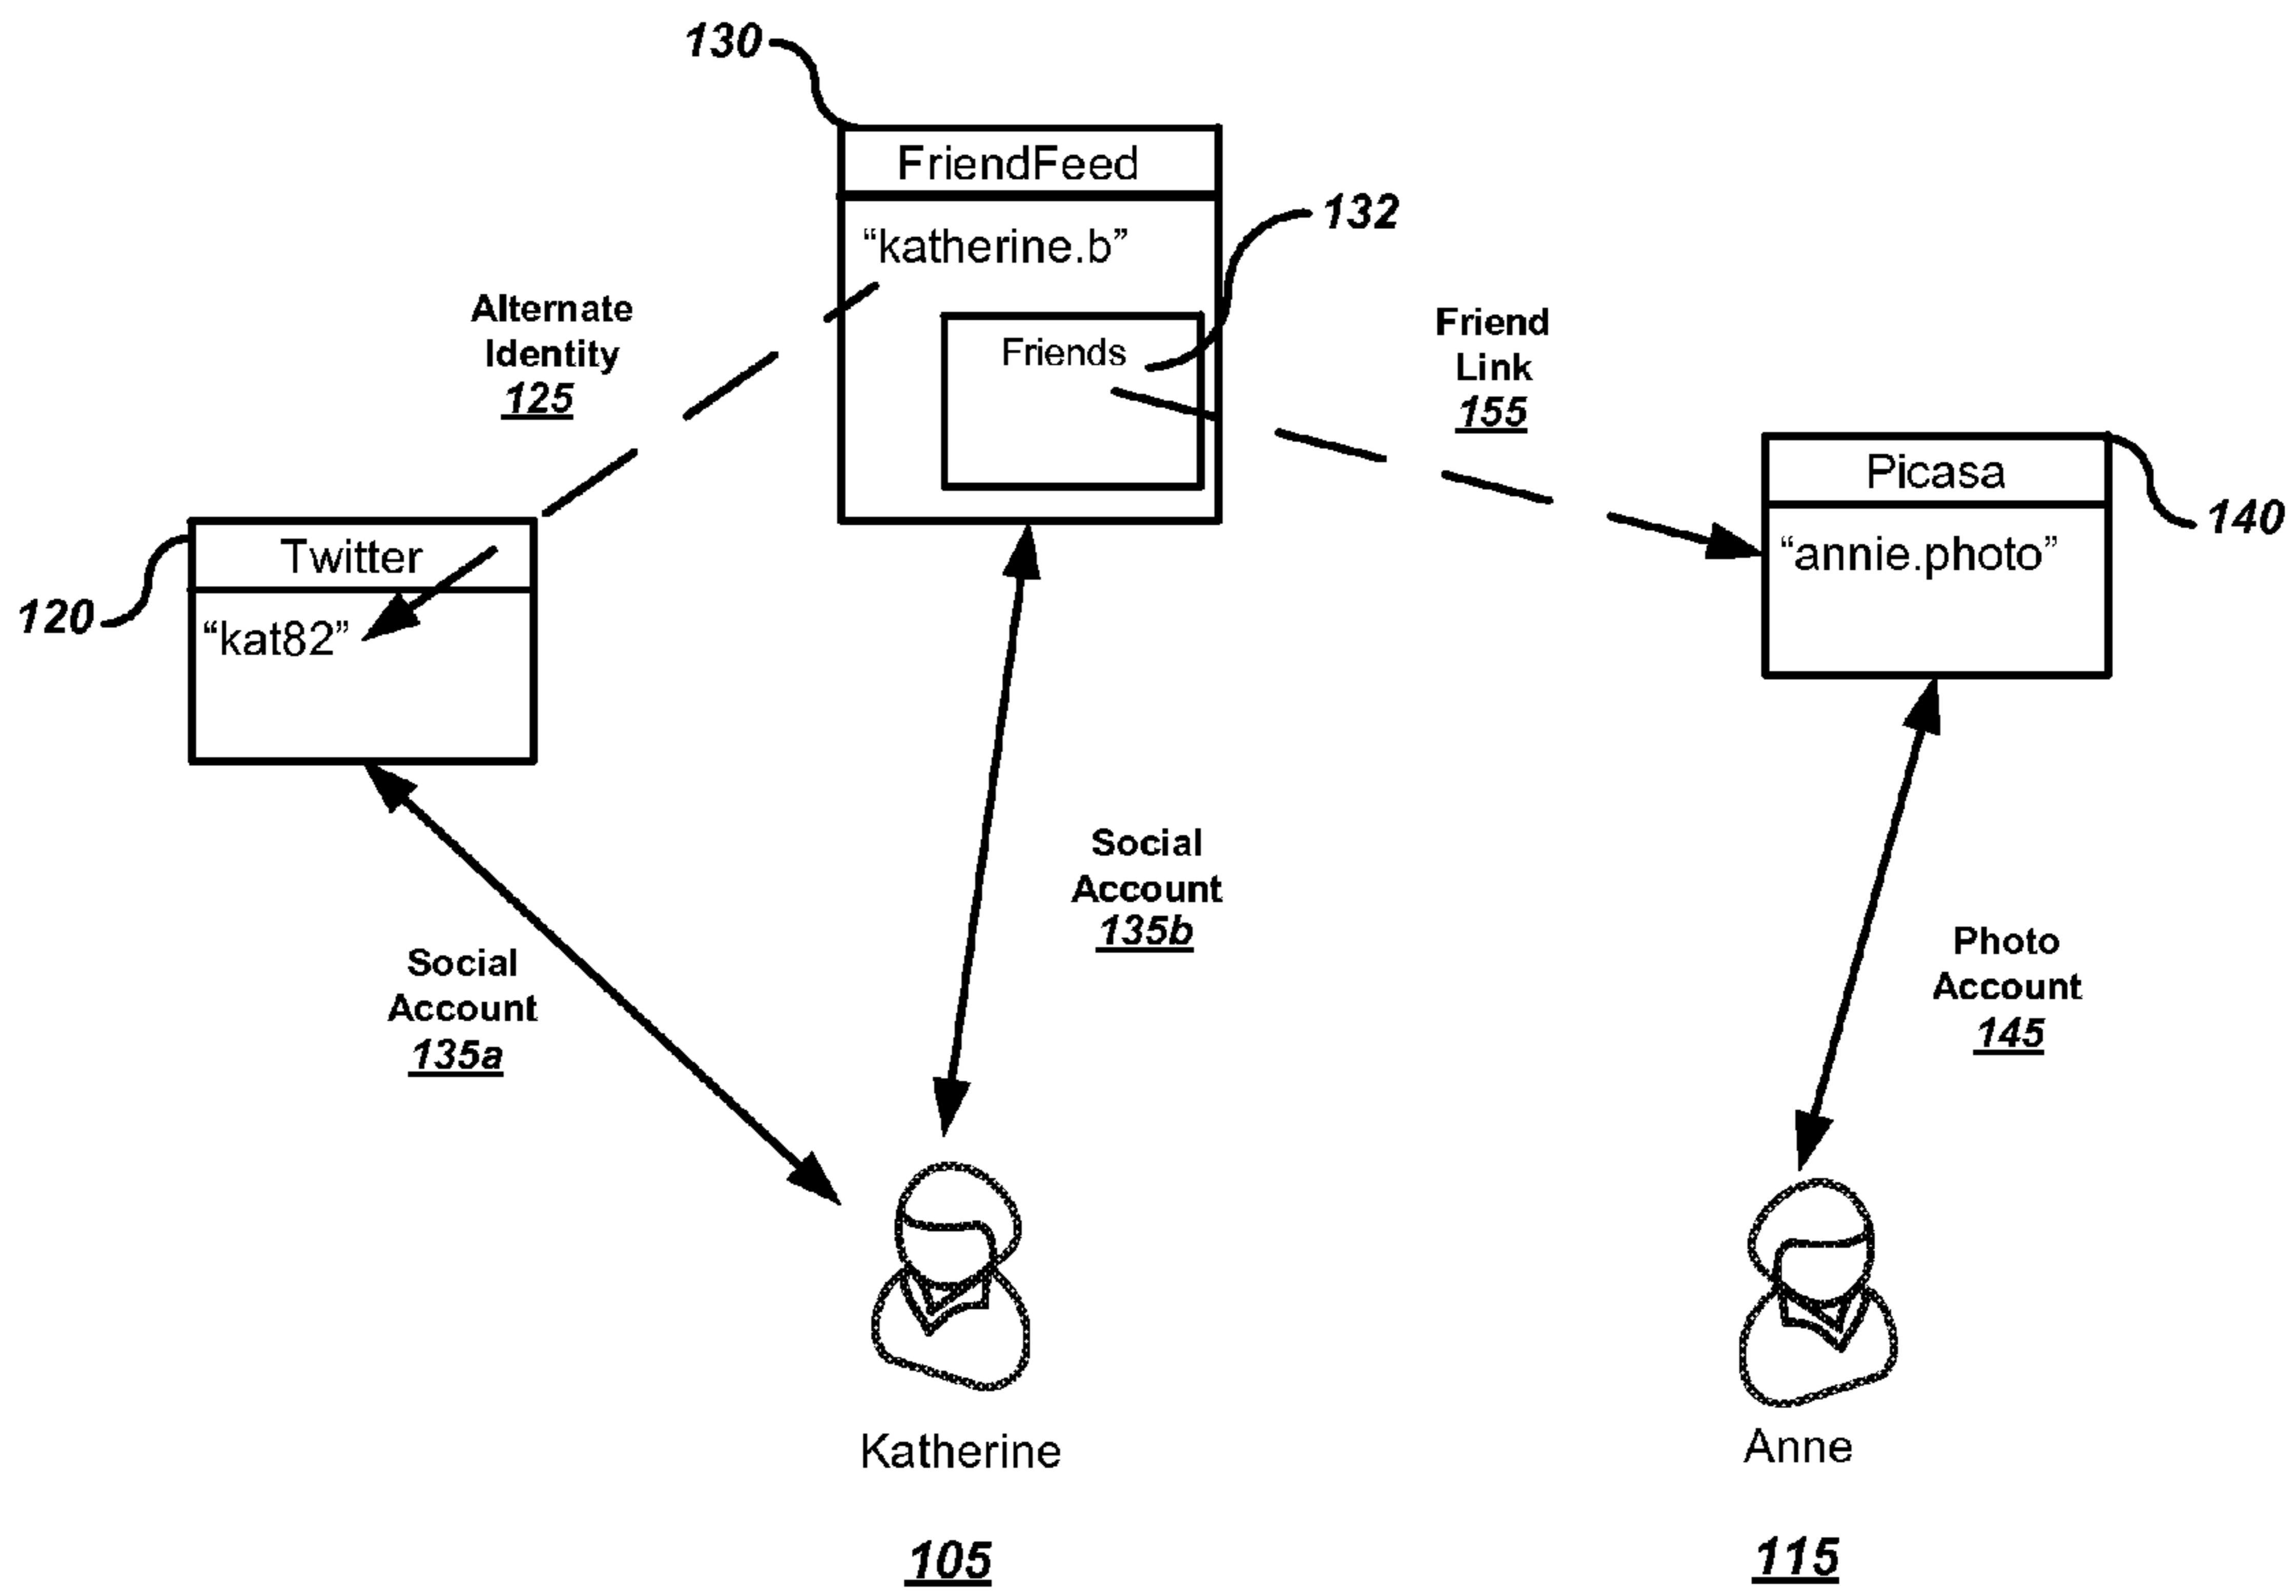 130
FriendFeed
"katherine.b"
132
Friends
Alternate
Identity
125
Friend
Link
155
Picasa
"annie.photo"
140
Twitter
"kat82"
120
Social
Account
135b
Social
Account
135a
Photo
Account
145
Katherine
Anne
105
115